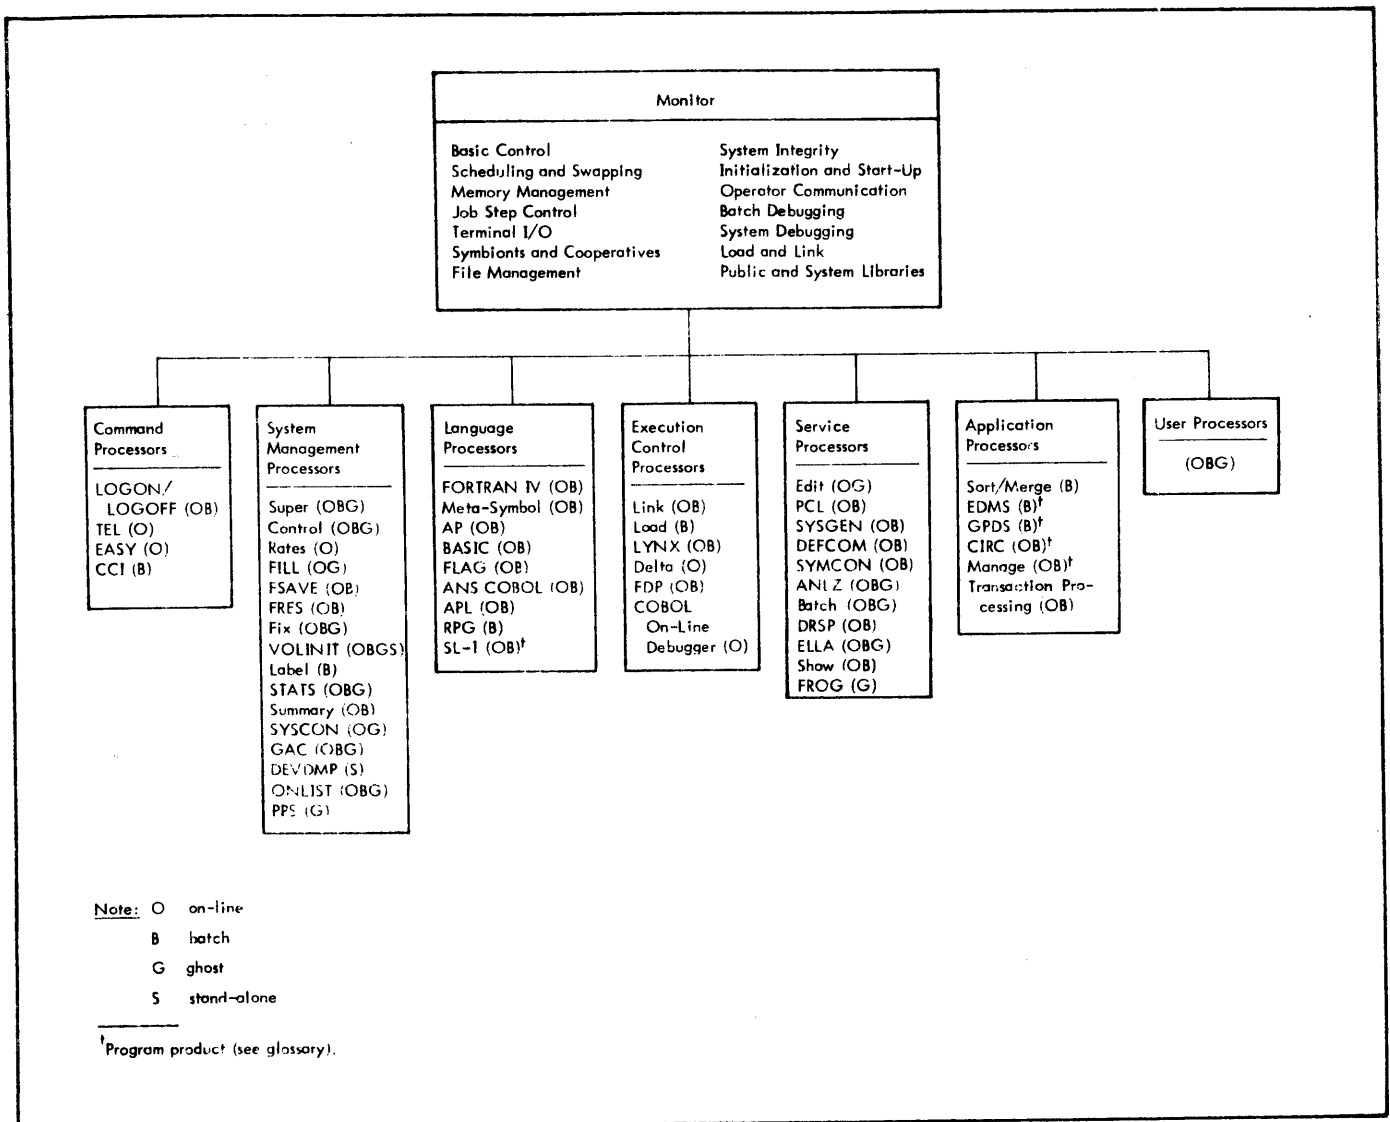 Monitor
Basic Control
Scheduling and Swapping
Memory Management
Job Step Control
Terminal I/O
Symbionts and Cooperatives
File Management
System Integrity
Initialization and Start-Up
Operator Communication
Batch Debugging
System Debugging
Load and Link
Public and System Libraries
Command
Processors
LOGON/
LOGOFF (OB)
TEL (O)
EASY (O)
CCI (B)
System
Management
Processors
Super (OBG)
Control (OBG)
Rates (O)
FILL (OG)
FSAVE (OB)
FRES (OB)
Fix (OBG)
VOLINIT (OBGS)
Label (B)
STATS (OBG)
Summary (OB)
SYSCON (OG)
GAC (OBG)
DEVDMP (S)
ONLIST (OBG)
PPS (G)
Language
Processors
FORTRAN IV (OB)
Meta-Symbol (OB)
AP (OB)
BASIC (OB)
FLAG (OB)
ANS COBOL (OB)
APL (OB)
RPG (B)
SL-1 (OB)†
Execution
Control
Processors
Link (OB)
Load (B)
LYNX (OB)
Delta (O)
FDP (OB)
COBOL
On-Line
Debugger (O)
Service
Processors
Edit (OG)
PCL (OB)
SYSGEN (OB)
DEFCOM (OB)
SYMCON (OB)
ANLZ (OBG)
Batch (OBG)
DRSP (OB)
ELLA (OBG)
Show (OB)
FROG (G)
Application
Processors
Sort/Merge (B)
EDMS (B)†
GPDS (B)†
CIRC (OB)†
Manage (OB)†
Transaction Pro-
cessing (OB)
User Processors
(OBG)
Note: O on-line
B batch
G ghost
S stand-alone
†Program product (see glossary).